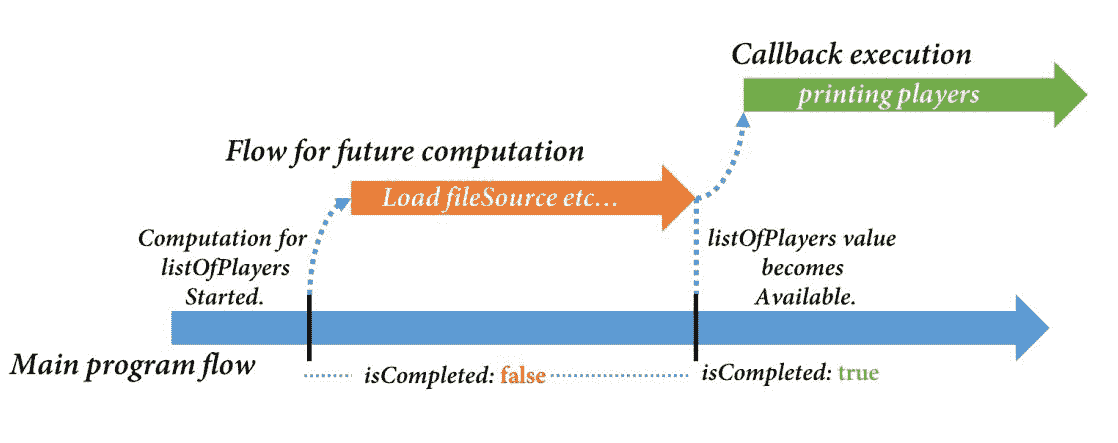 Callback execution
printing players
Flow for future computation
Load fileSource etc...
Computation for
listOfPlayers
Started.
listOfPlayers value
becomes
Available.
Main program flow
isCompleted: false
isCompleted: true